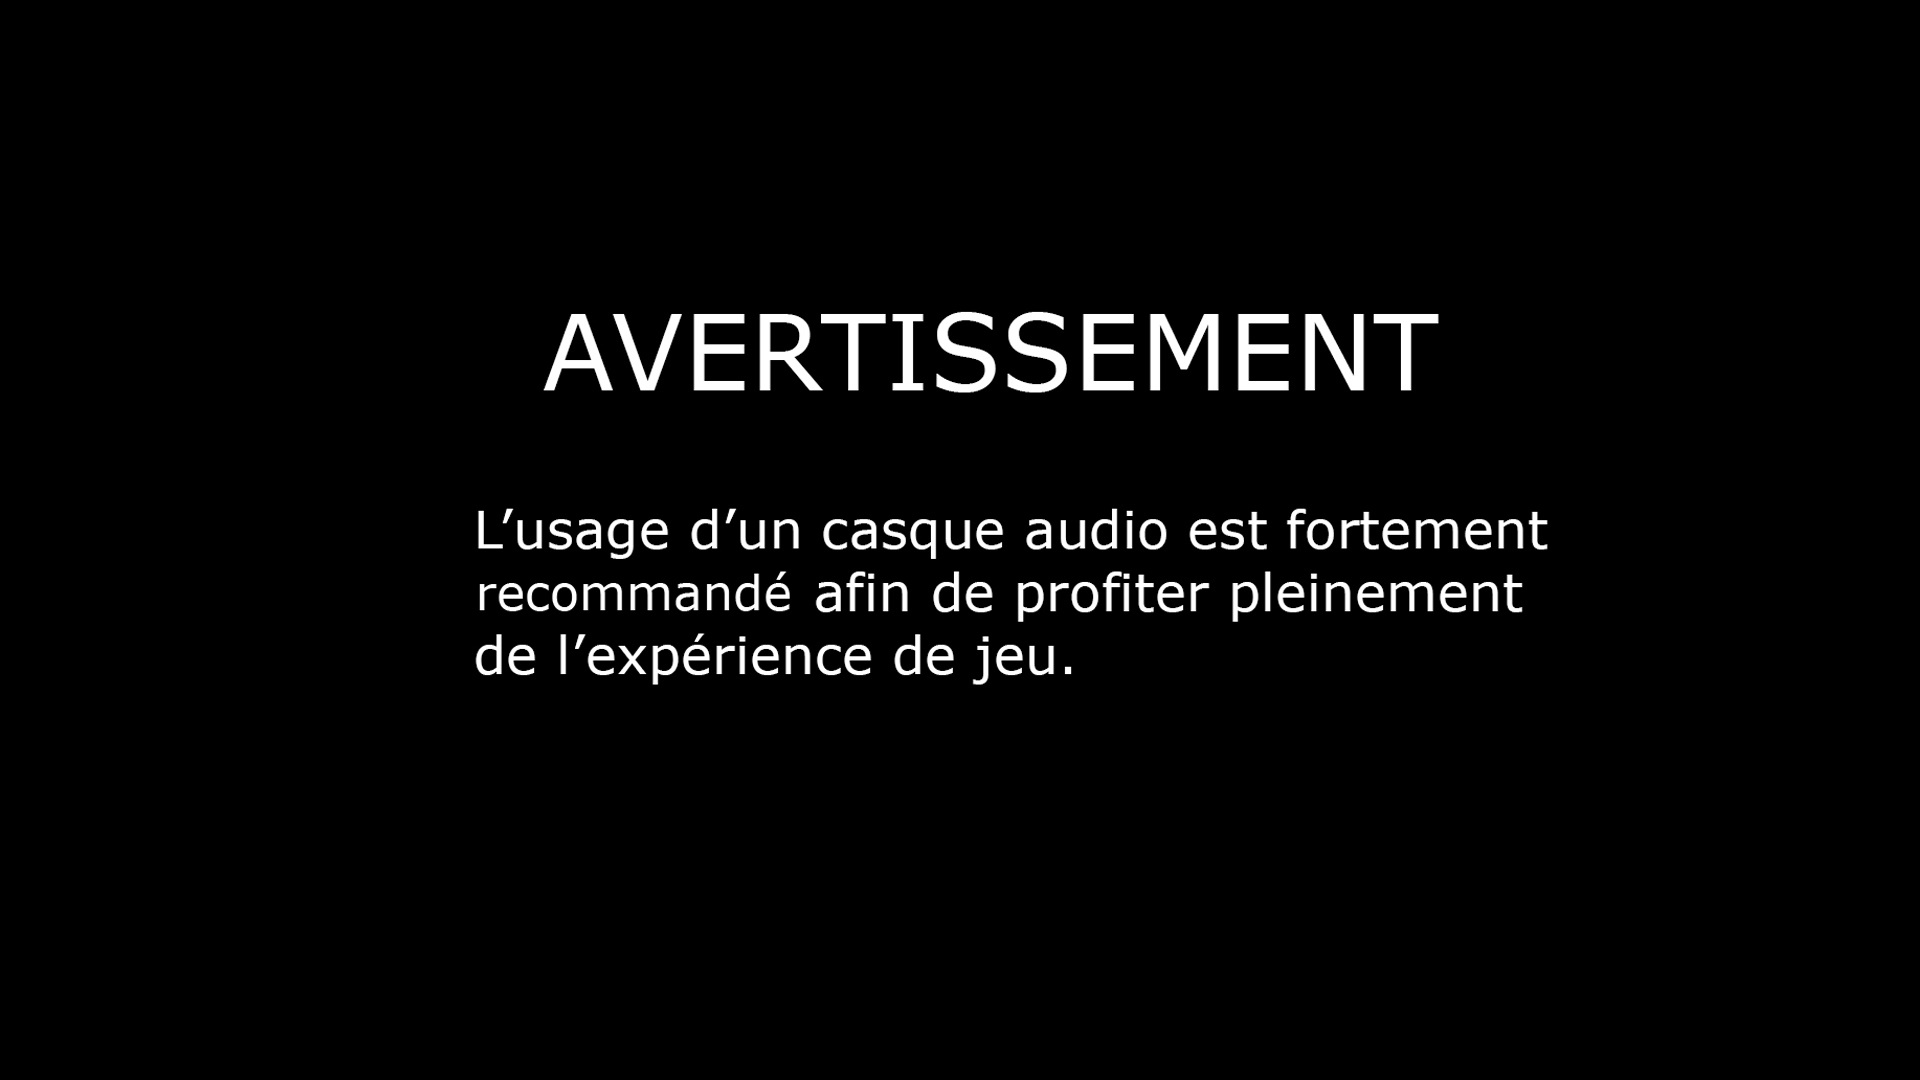 AVERTISSEMENT
L’usage d’un casque audio est fortement
recommandé afin de profiter pleinement
de l’expérience de jeu.